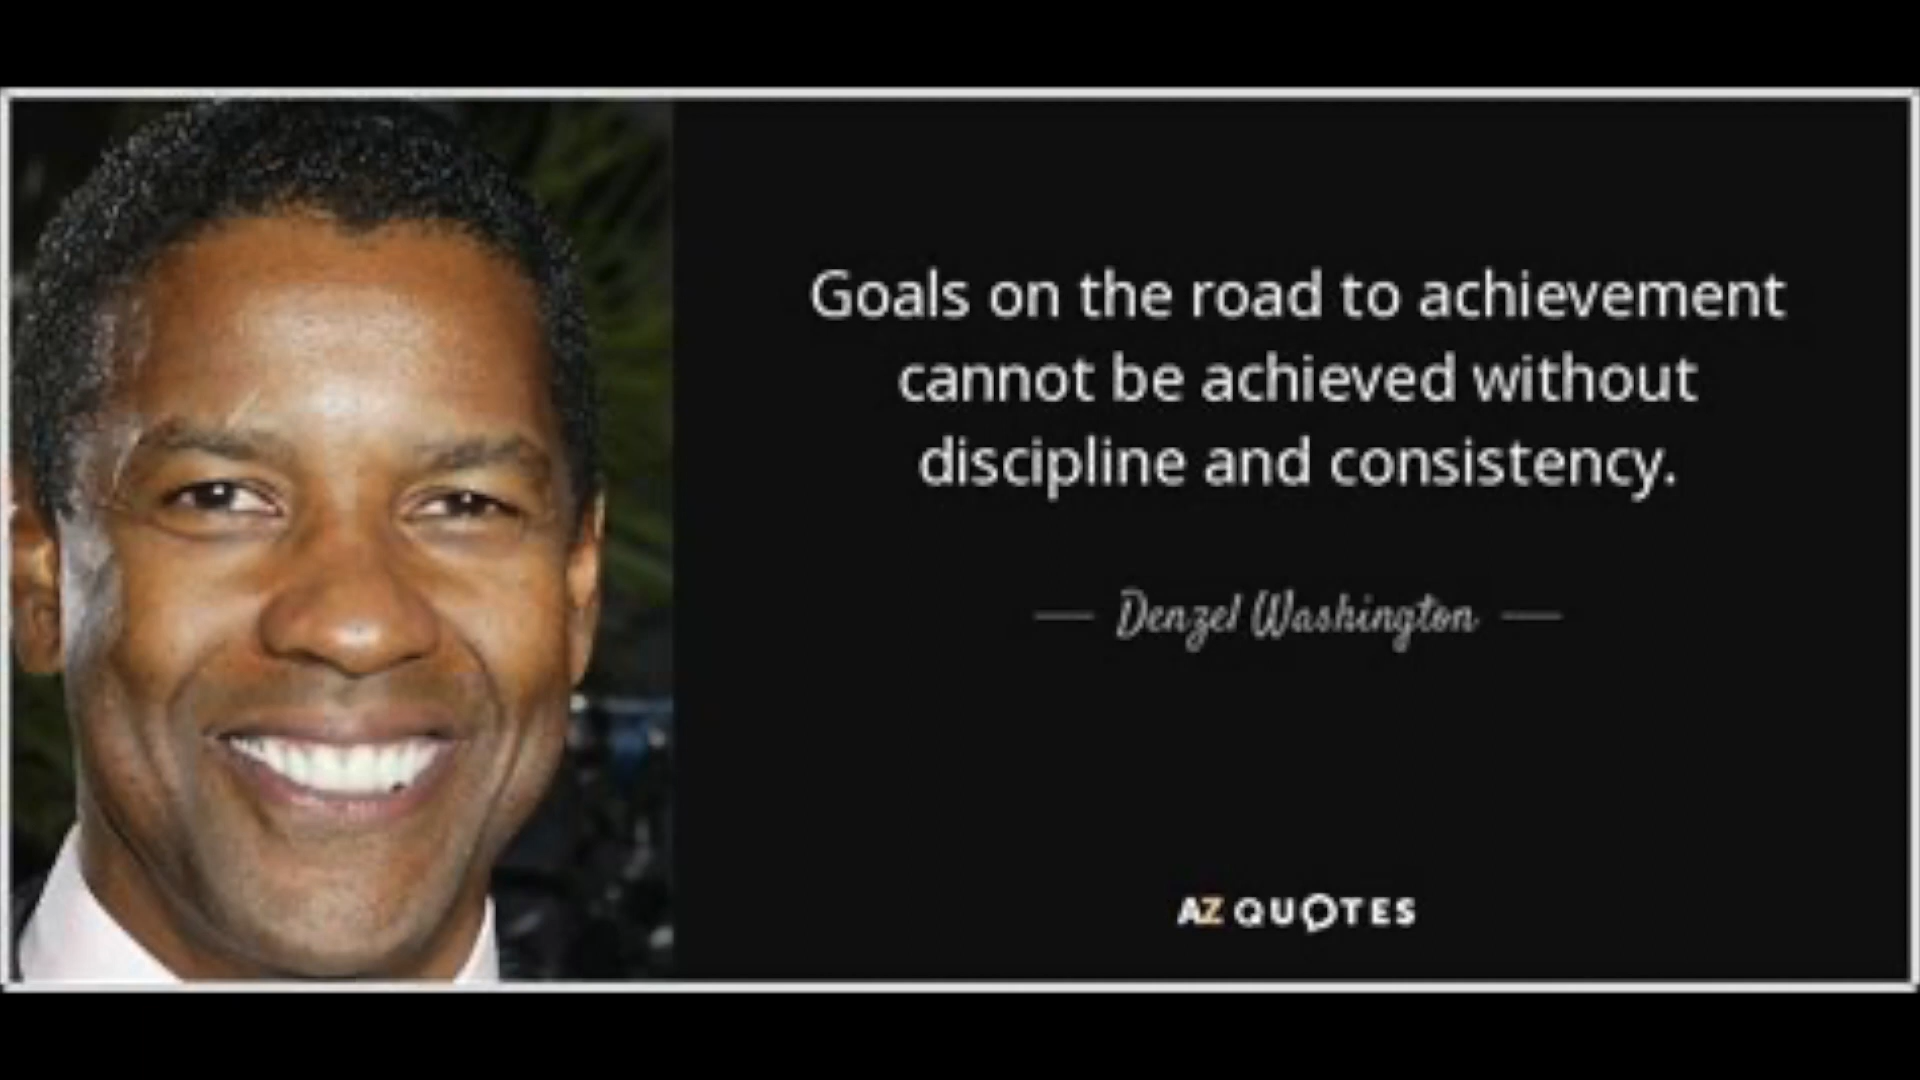 Goals on the road to achievement
cannot be achieved without
discipline and consistency.
— Denzel Washington —
AZ QUOTES